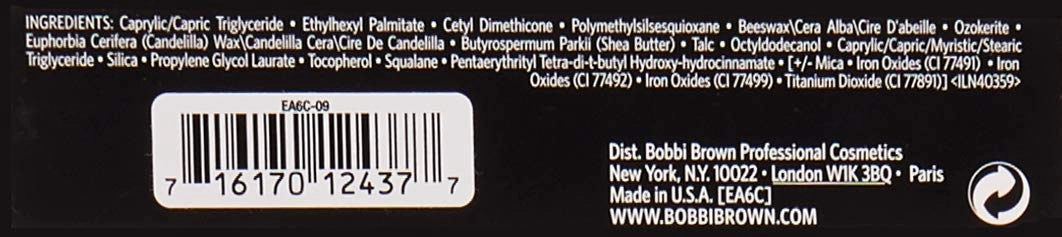 INGREDIENTS: Caprylic/Capric Triglyceride • Ethylhexyl Palmitate • Cetyl Dimethicone • Polymethylsilsesquioxane • Beeswax\Cera Alba\Cire D'abeille • Ozokerite •
Euphorbia Cerifera (Candelilla) Wax\Candelilla Cera\Cire De Candelilla • Butyrospermum Parkii (Shea Butter) • Talc • Octyldodecanol • Caprylic/Capric/Myristic/Stearic
Triglyceride • Silica • Propylene Glycol Laurate • Tocopherol • Squalane • Pentaerythrityl Tetra-di-t-butyl Hydroxy-hydrocinnamate • [+/- Mica • Iron Oxides (CI 77491) • Iron
Oxides (CI 77492) • Iron Oxides (CI 77499) • Titanium Dioxide (CI 77891)] <ILN40359>
EA6C-09
7 16170 12437 7
Dist. Bobbi Brown Professional Cosmetics
New York, N.Y. 10022 • London W1K 3BQ • Paris
Made in U.S.A. [EA6C]
WWW.BOBBIBROWN.COM